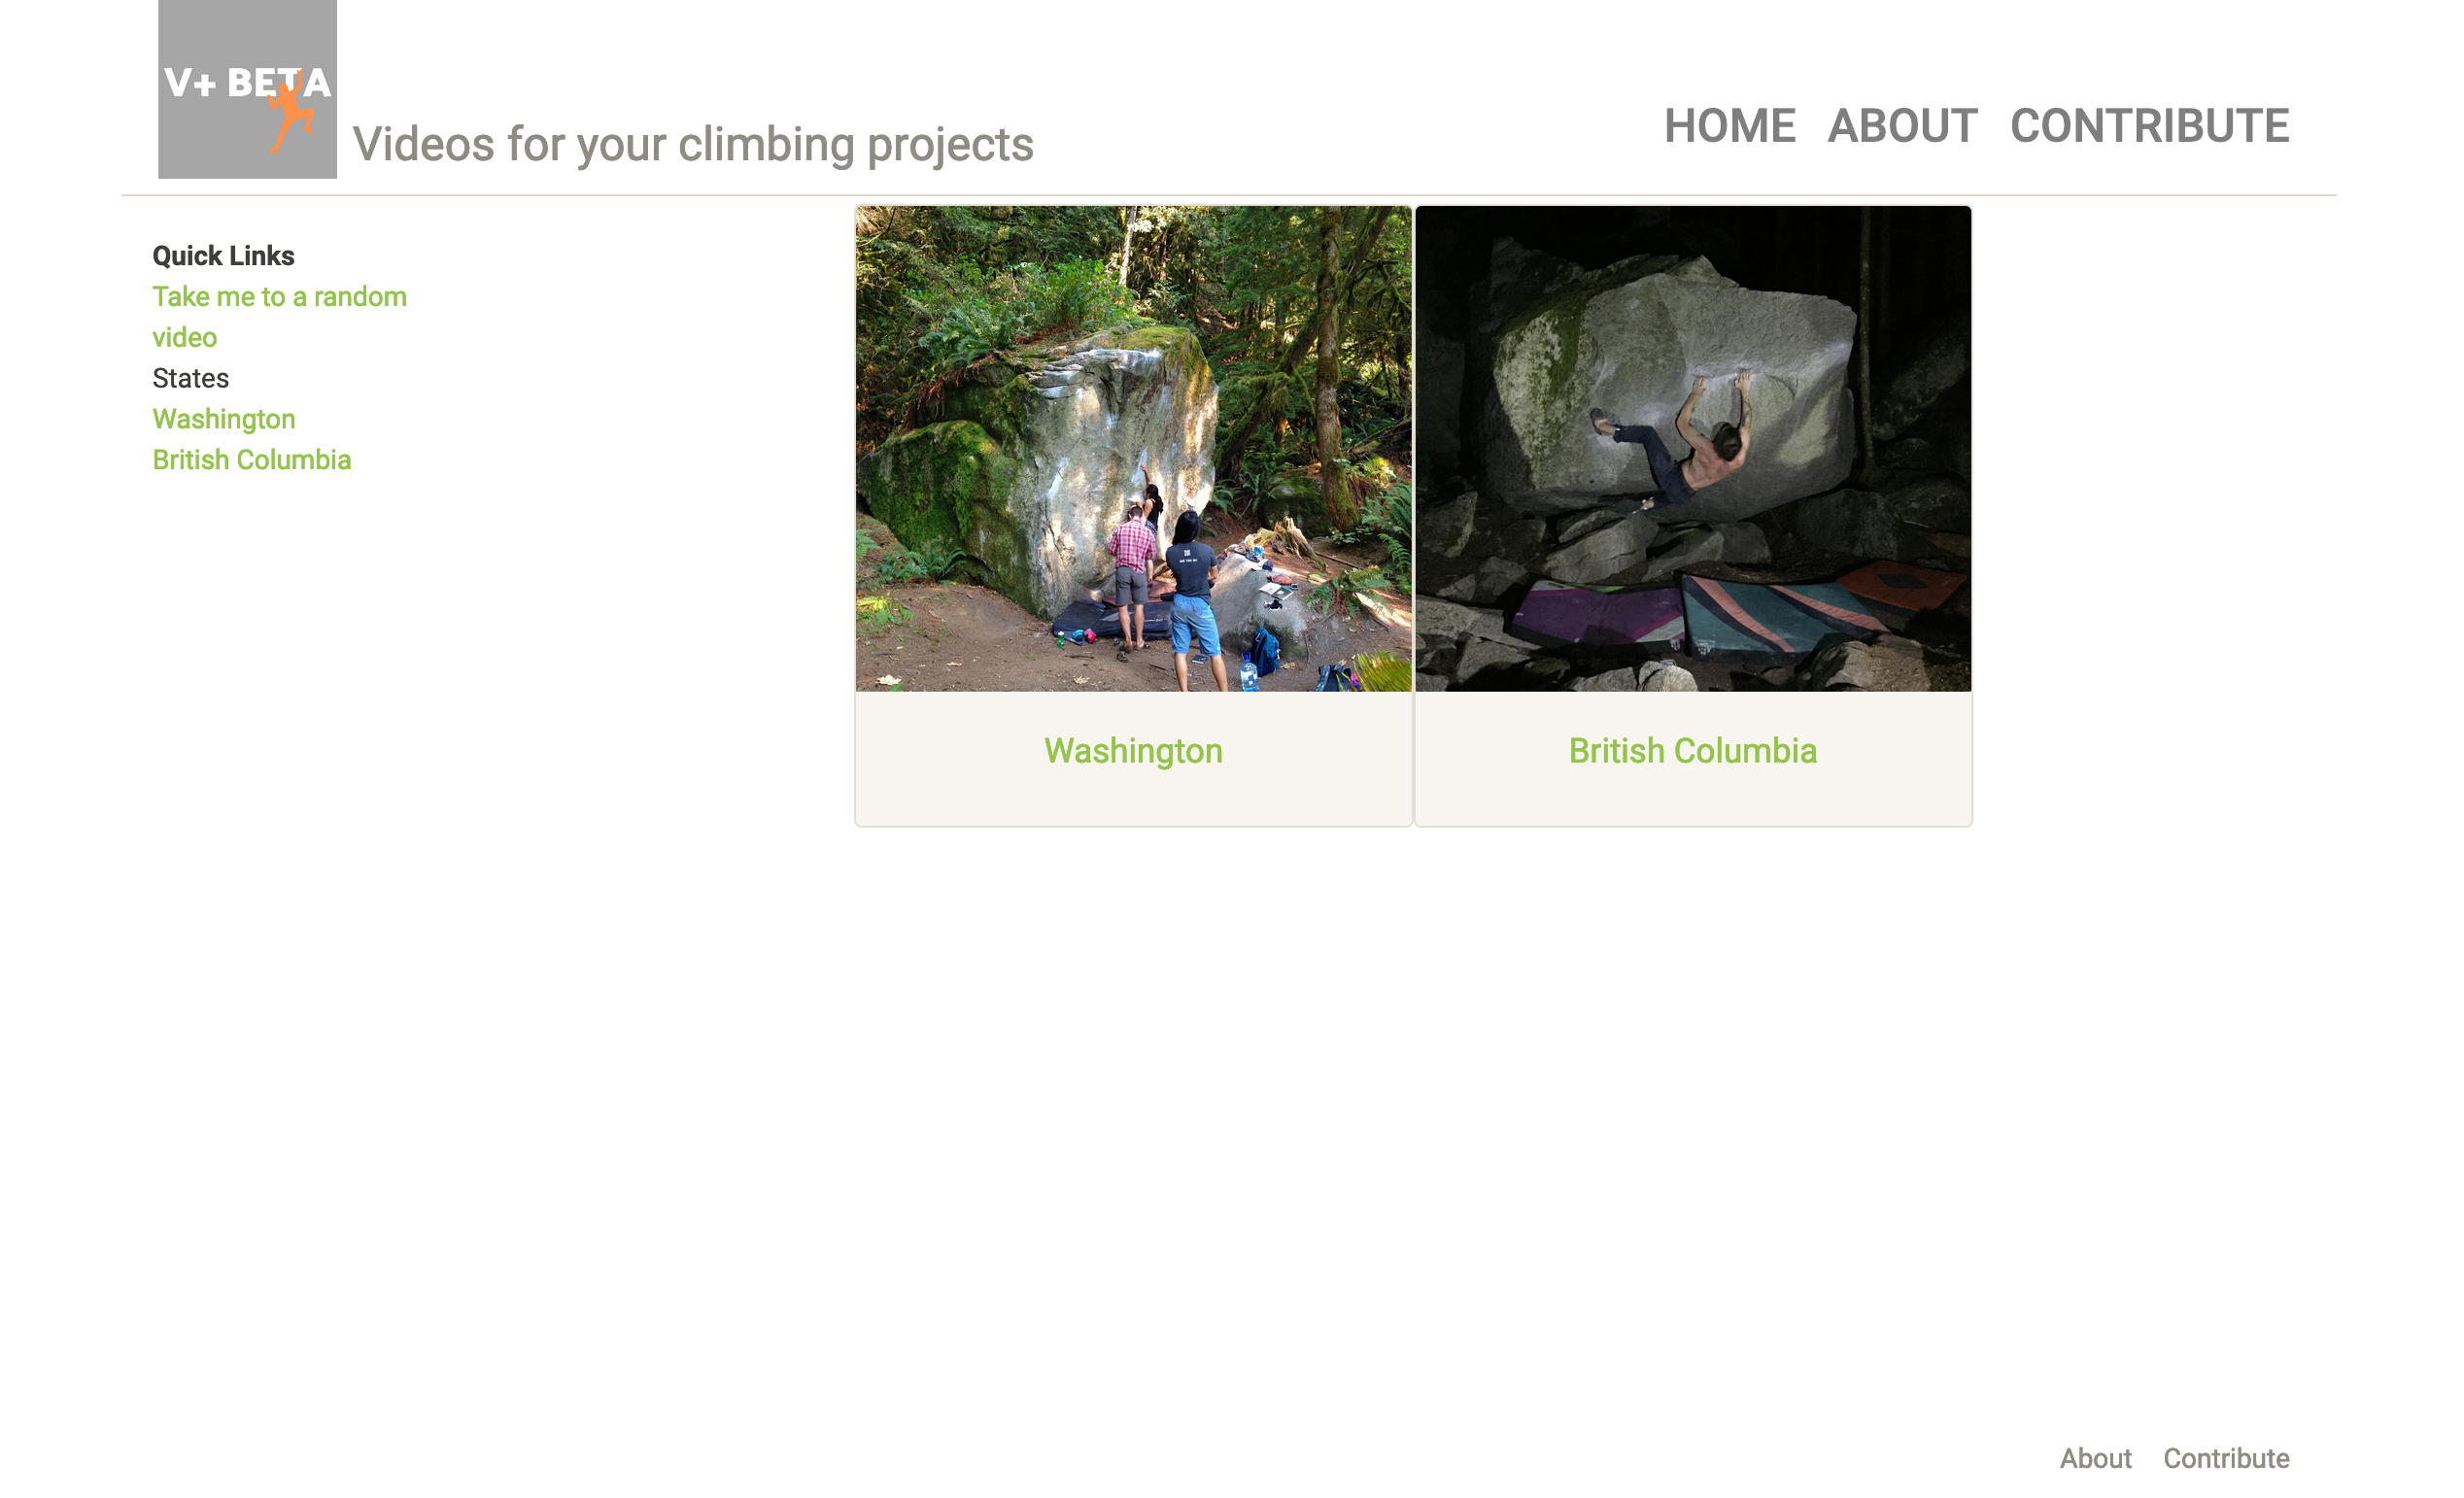 V+ BETA
Videos for your climbing projects
HOME ABOUT CONTRIBUTE
Quick Links
Take me to a random
video
States
Washington
British Columbia
Washington
British Columbia
About Contribute